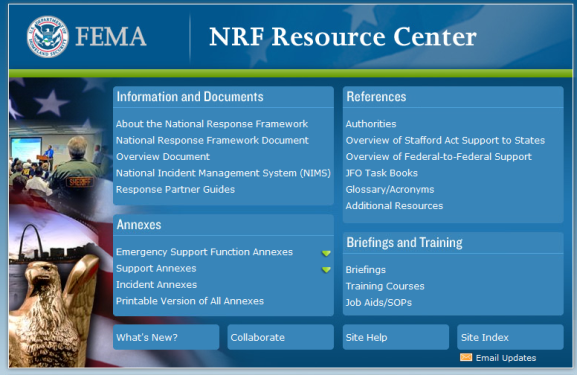 FEMA
NRF Resource Center
Information and Documents
About the National Response Framework
National Response Framework Document
Overview Document
National Incident Management System (NIMS)
Response Partner Guides
Annexes
Emergency Support Function Annexes
Support Annexes
Incident Annexes
Printable Version of All Annexes
References
Authorities
Overview of Stafford Act Support to States
Overview of Federal-to-Federal Support
JFO Task Books
Glossary/Acronyms
Additional Resources
Briefings and Training
Briefings
Training Courses
Job Aids/SOPs
SHERIFF
What's New?
Collaborate
Site Help
Site Index
Email Updates